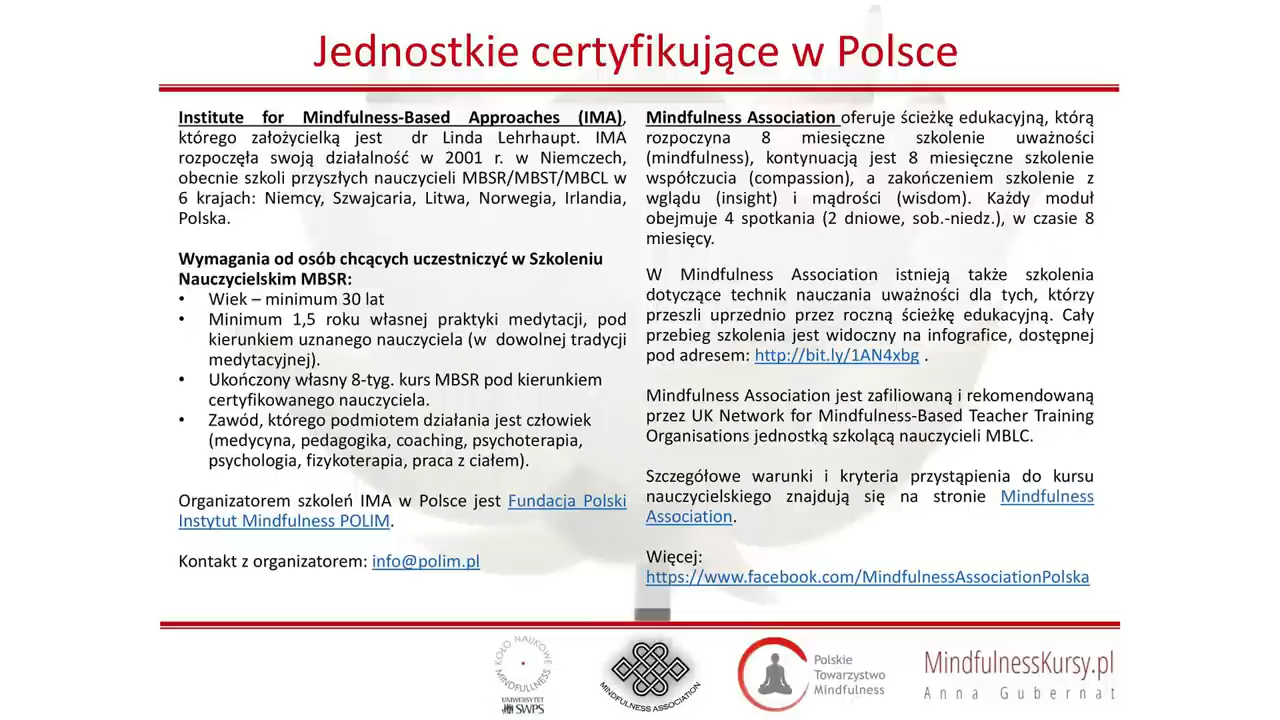 Jednostkie certyfikujące w Polsce
Institute for Mindfulness-Based Approaches (IMA),
którego założycielką jest dr Linda Lehrhaupt. IMA
rozpoczęła swoją działalność w 2001 r. w Niemczech,
obecnie szkoli przyszłych nauczycieli MBSR/MBST/MBCL w
6 krajach: Niemcy, Szwajcaria, Litwa, Norwegia, Irlandia,
Polska.
Wymagania od osób chcących uczestniczyć w Szkoleniu
Nauczycielskim MBSR:
• Wiek – minimum 30 lat
• Minimum 1,5 roku własnej praktyki medytacji, pod
kierunkiem uznanego nauczyciela (w dowolnej tradycji
medytacyjnej).
• Ukończony własny 8-tyg. kurs MBSR pod kierunkiem
certyfikowanego nauczyciela.
• Zawód, którego podmiotem działania jest człowiek
(medycyna, pedagogika, coaching, psychoterapia,
psychologia, fizykoterapia, praca z ciałem).
Organizatorem szkoleń IMA w Polsce jest Fundacja Polski
Instytut Mindfulness POLIM.
Kontakt z organizatorem: info@polim.pl
Mindfulness Association oferuje ścieżkę edukacyjną, którą
rozpoczyna 8 miesięczne szkolenie uważności
(mindfulness), kontynuacją jest 8 miesięczne szkolenie
współczucia (compassion), a zakończeniem szkolenie z
wglądu (insight) i mądrości (wisdom). Każdy moduł
obejmuje 4 spotkania (2 dniowe, sob.-niedz.), w czasie 8
miesięcy.
W Mindfulness Association istnieją także szkolenia
dotyczące technik nauczania uważności dla tych, którzy
przeszli uprzednio przez roczną ścieżkę edukacyjną. Cały
przebieg szkolenia jest widoczny na infografice, dostępnej
pod adresem: http://bit.ly/1AN4xbg .
Mindfulness Association jest zafiliowaną i rekomendowaną
przez UK Network for Mindfulness-Based Teacher Training
Organisations jednostką szkolącą nauczycieli MBLC.
Szczegółowe warunki i kryteria przystąpienia do kursu
nauczycielskiego znajdują się na stronie Mindfulness
Association.
Więcej:
https://www.facebook.com/MindfulnessAssociationPolska
KOŁO NAUKOWE
MINDFULLNESS
UNIWERSYTET
SWPS
MINDFULNESS ASSOCIATION
Polskie
Towarzystwo
Mindfulness
MindfulnessKursy.pl
Anna Gubernat